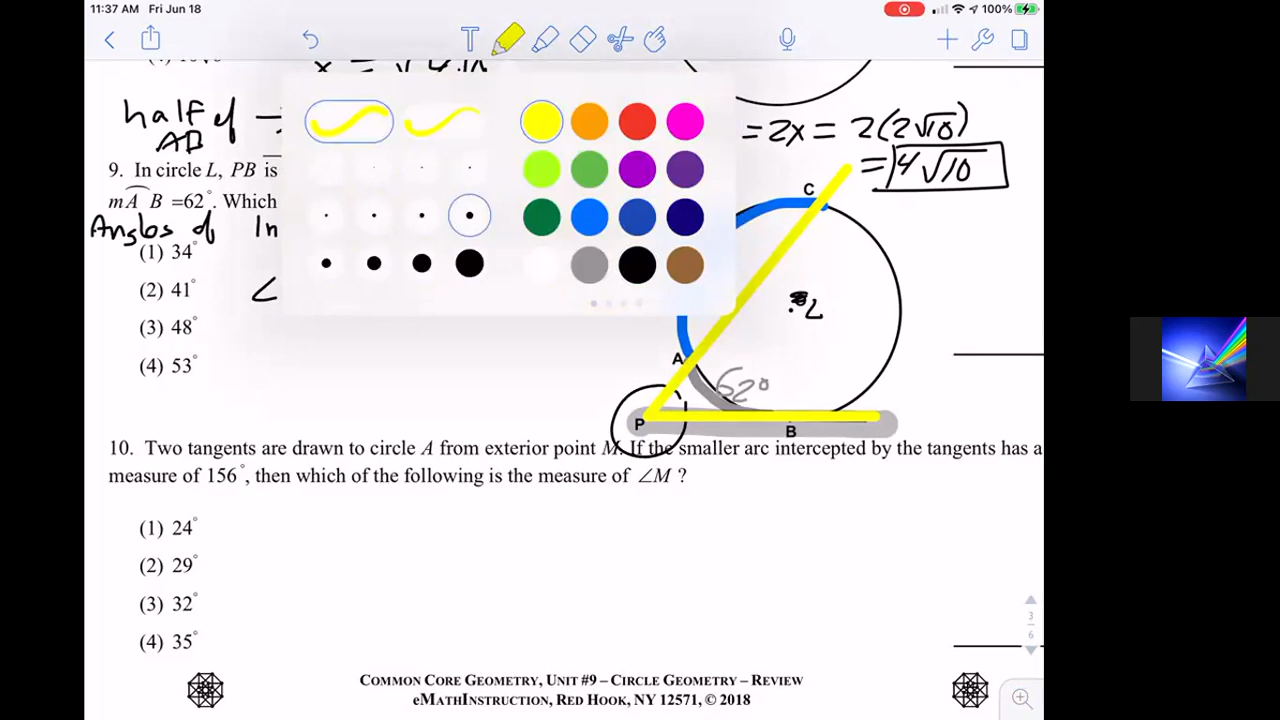 11:37 AM Fri Jun 18
100%
T
half of →
AB
= 2x = 2(2√10)
= 4√10
9. In circle L, PB is
mA B =62°. Which
Angles of In
(1) 34°
(2) 41°
(3) 48°
(4) 53°
∠
C
L
A
62°
P
B
10. Two tangents are drawn to circle A from exterior point M. If the smaller arc intercepted by the tangents has a
measure of 156°, then which of the following is the measure of ∠M ?
(1) 24°
(2) 29°
(3) 32°
(4) 35°
3
6
COMMON CORE GEOMETRY, UNIT #9 – CIRCLE GEOMETRY – REVIEW
eMATHINSTRUCTION, RED HOOK, NY 12571, © 2018